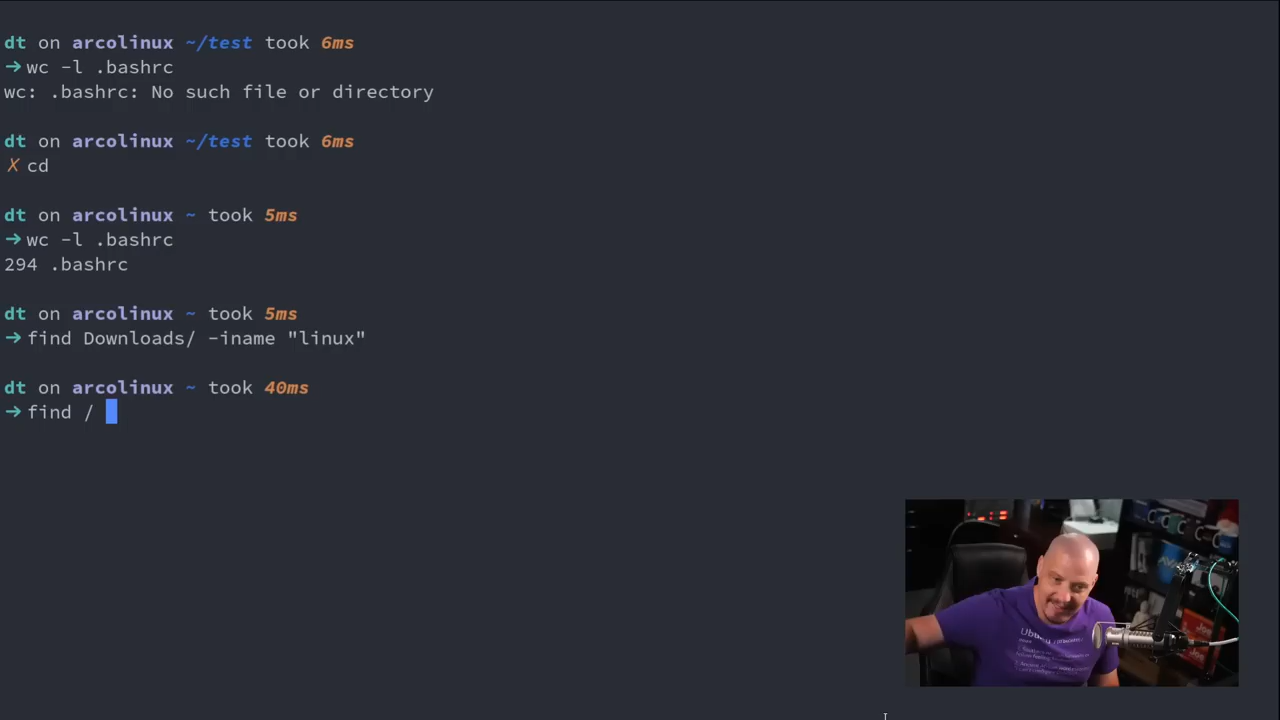 dt on arcolinux ~/test took 6ms
➜ wc -l .bashrc
wc: .bashrc: No such file or directory
dt on arcolinux ~/test took 6ms
✗ cd
dt on arcolinux ~ took 5ms
➜ wc -l .bashrc
294 .bashrc
dt on arcolinux ~ took 5ms
➜ find Downloads/ -iname "linux"
dt on arcolinux ~ took 40ms
➜ find /